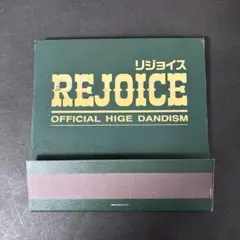 リジョイス
REJOICE
OFFICIAL HIGE DANDISM